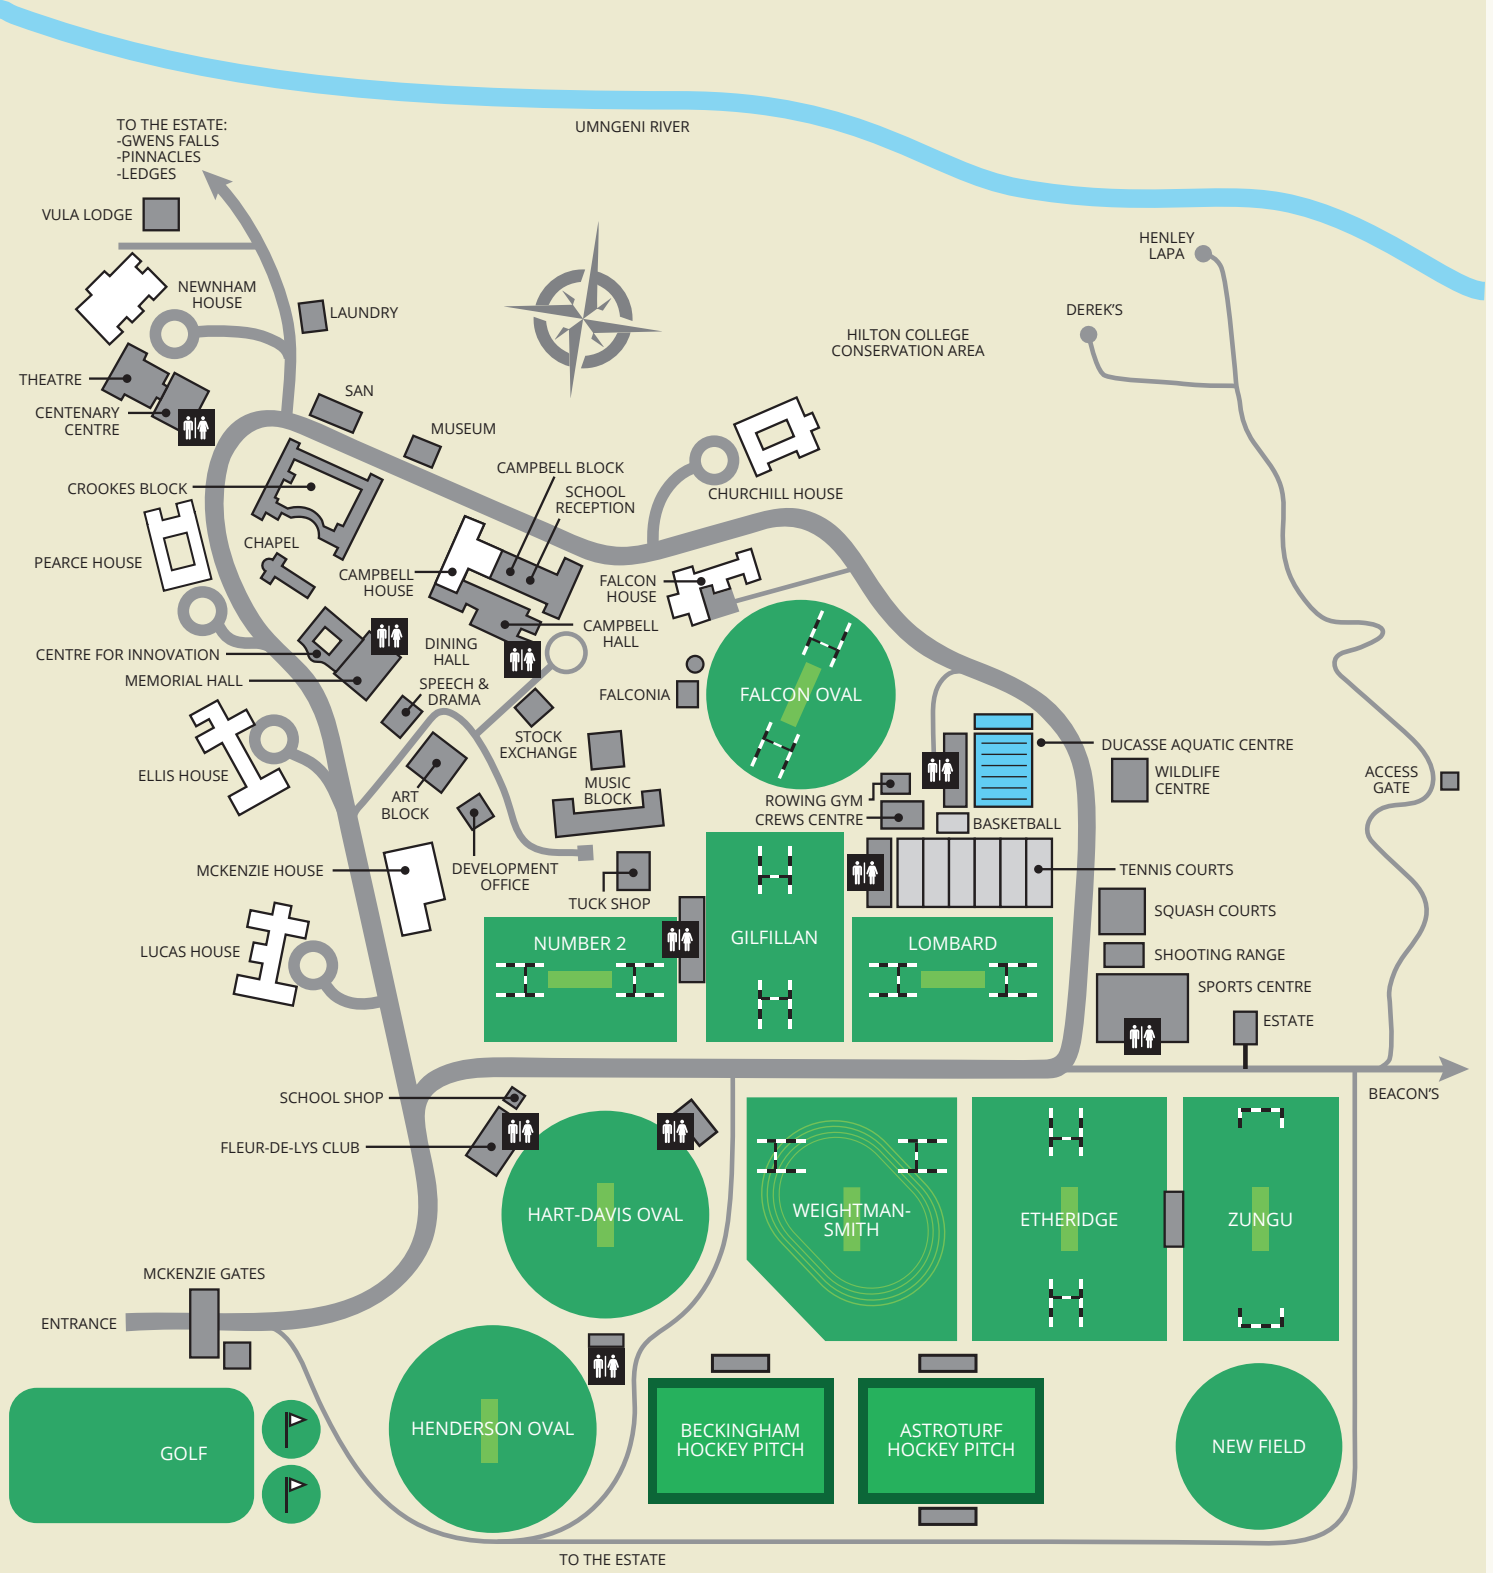 UMNGENI RIVER
TO THE ESTATE:
-GWENS FALLS
-PINNACLES
-LEDGES
VULA LODGE
HENLEY
LAPA
NEWNHAM
HOUSE
LAUNDRY
DEREK'S
HILTON COLLEGE
CONSERVATION AREA
THEATRE
SAN
CENTENARY
CENTRE
MUSEUM
CAMPBELL BLOCK
CROOKES BLOCK
SCHOOL
RECEPTION
CHURCHILL HOUSE
CHAPEL
PEARCE HOUSE
CAMPBELL
HOUSE
FALCON
HOUSE
CAMPBELL
HALL
DINING
HALL
CENTRE FOR INNOVATION
MEMORIAL HALL
SPEECH &
DRAMA
FALCONIA
FALCON OVAL
STOCK
EXCHANGE
DUCASSE AQUATIC CENTRE
ELLIS HOUSE
ART
BLOCK
MUSIC
BLOCK
WILDLIFE
CENTRE
ACCESS
GATE
ROWING GYM
CREWS CENTRE
BASKETBALL
MCKENZIE HOUSE
DEVELOPMENT
OFFICE
TENNIS COURTS
TUCK SHOP
SQUASH COURTS
LUCAS HOUSE
NUMBER 2
GILFILLAN
LOMBARD
SHOOTING RANGE
SPORTS CENTRE
ESTATE
BEACON'S
SCHOOL SHOP
FLEUR-DE-LYS CLUB
HART-DAVIS OVAL
WEIGHTMAN-
SMITH
ETHERIDGE
ZUNGU
MCKENZIE GATES
ENTRANCE
HENDERSON OVAL
BECKINGHAM
HOCKEY PITCH
ASTROTURF
HOCKEY PITCH
NEW FIELD
GOLF
TO THE ESTATE